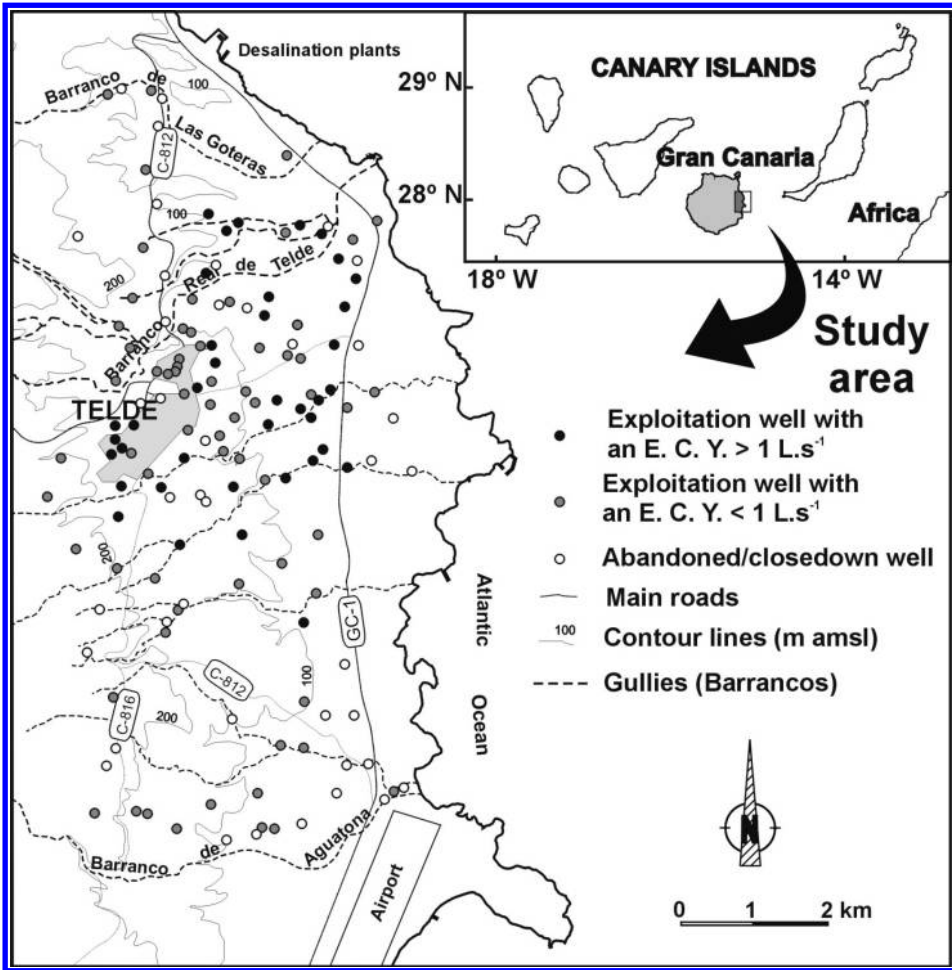 Desalination plants
CANARY ISLANDS
29º N
Gran Canaria
28º N
Africa
18º W
14º W
Study
area
Barranco de
Las Goteras
100
C-812
100
200
Barranco Real de Telde
TELDE
200
GC-1
Atlantic
Ocean
C-812
100
C-816
200
Barranco de Aguatona
Airport
Exploitation well with
an E. C. Y. > 1 L.s⁻¹
Exploitation well with
an E. C. Y. < 1 L.s⁻¹
Abandoned/closedown well
Main roads
100
Contour lines (m amsl)
Gullies (Barrancos)
N
0 1 2 km